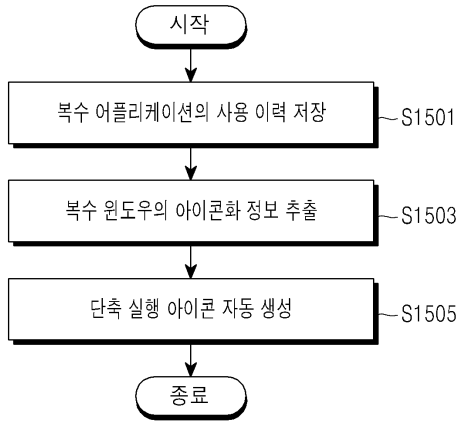 시작
복수 어플리케이션의 사용 이력 저장
S1501
복수 윈도우의 아이콘화 정보 추출
S1503
단축 실행 아이콘 자동 생성
S1505
종료